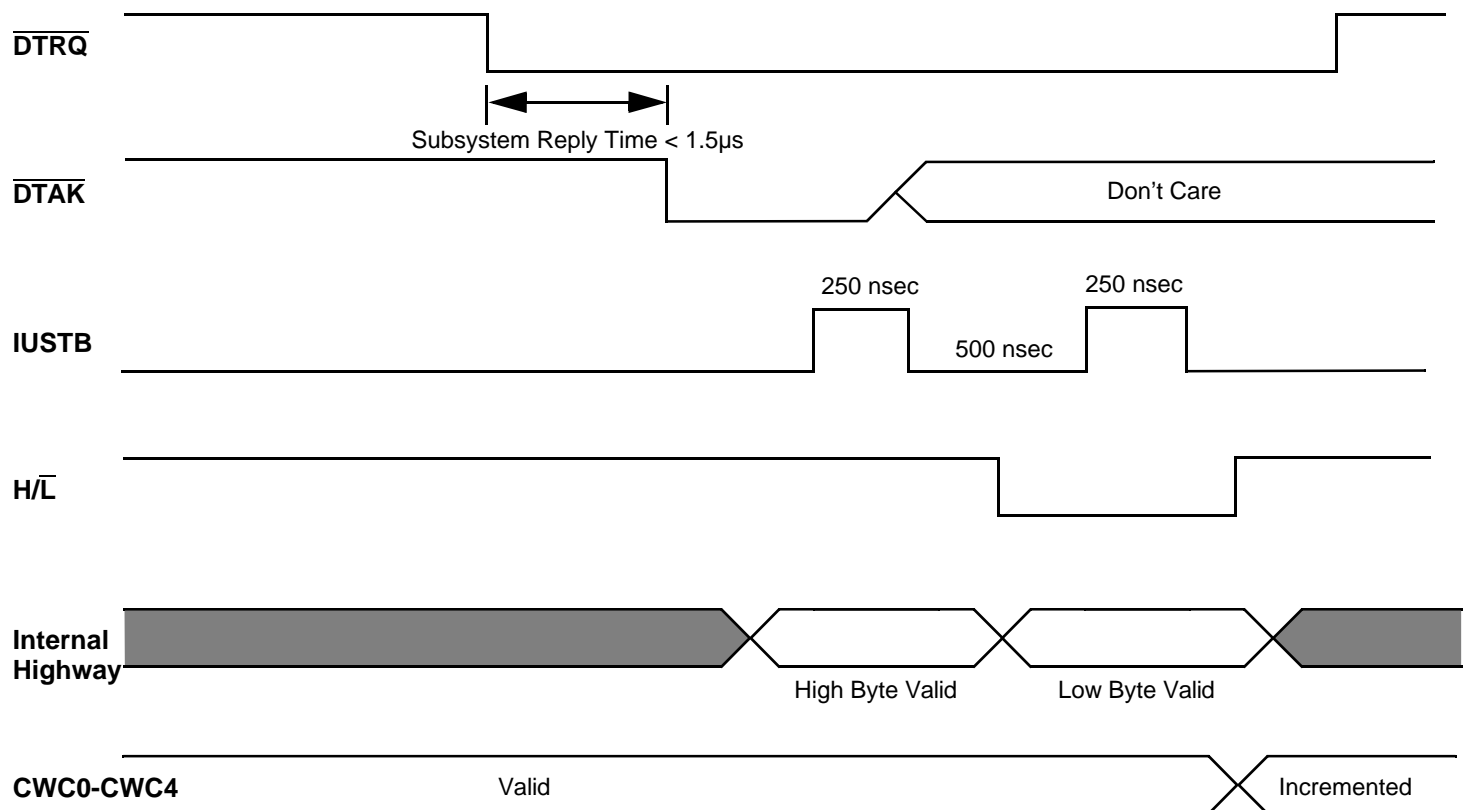 DTRQ
Subsystem Reply Time < 1.5µs
DTAK
Don't Care
250 nsec
250 nsec
IUSTB
500 nsec
H/L
Internal
Highway
High Byte Valid
Low Byte Valid
CWC0-CWC4
Valid
Incremented